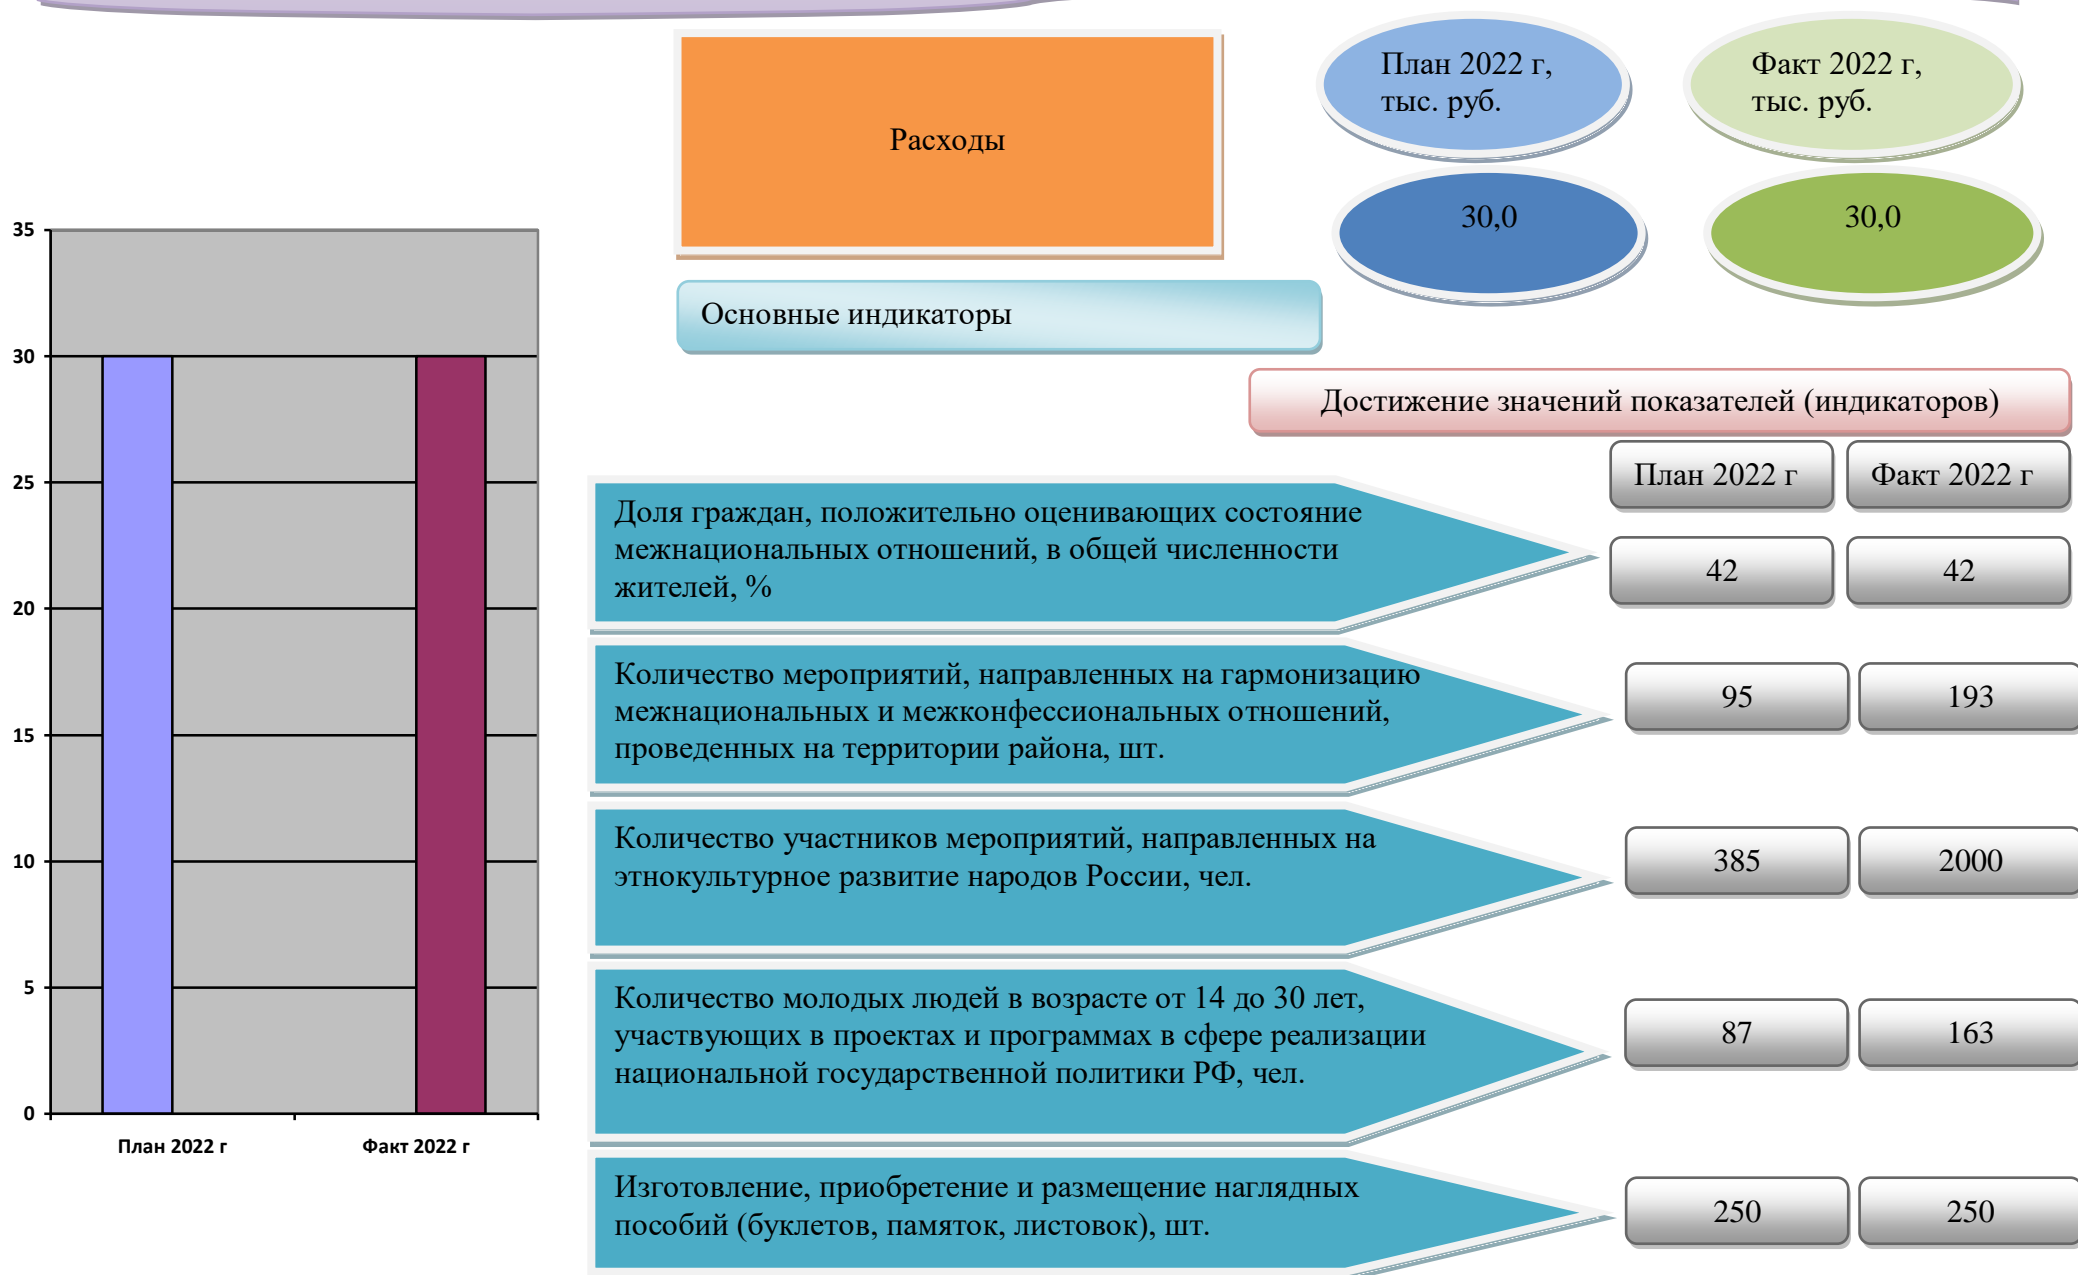 Расходы
План 2022 г,
тыс. руб.
Факт 2022 г,
тыс. руб.
30,0
30,0
Основные индикаторы
35
30
25
20
15
10
5
0
План 2022 г
Факт 2022 г
Достижение значений показателей (индикаторов)
План 2022 г
Факт 2022 г
Доля граждан, положительно оценивающих состояние
межнациональных отношений, в общей численности
жителей, %
42
42
Количество мероприятий, направленных на гармонизацию
межнациональных и межконфессиональных отношений,
проведенных на территории района, шт.
95
193
Количество участников мероприятий, направленных на
этнокультурное развитие народов России, чел.
385
2000
Количество молодых людей в возрасте от 14 до 30 лет,
участвующих в проектах и программах в сфере реализации
национальной государственной политики РФ, чел.
87
163
Изготовление, приобретение и размещение наглядных
пособий (буклетов, памяток, листовок), шт.
250
250